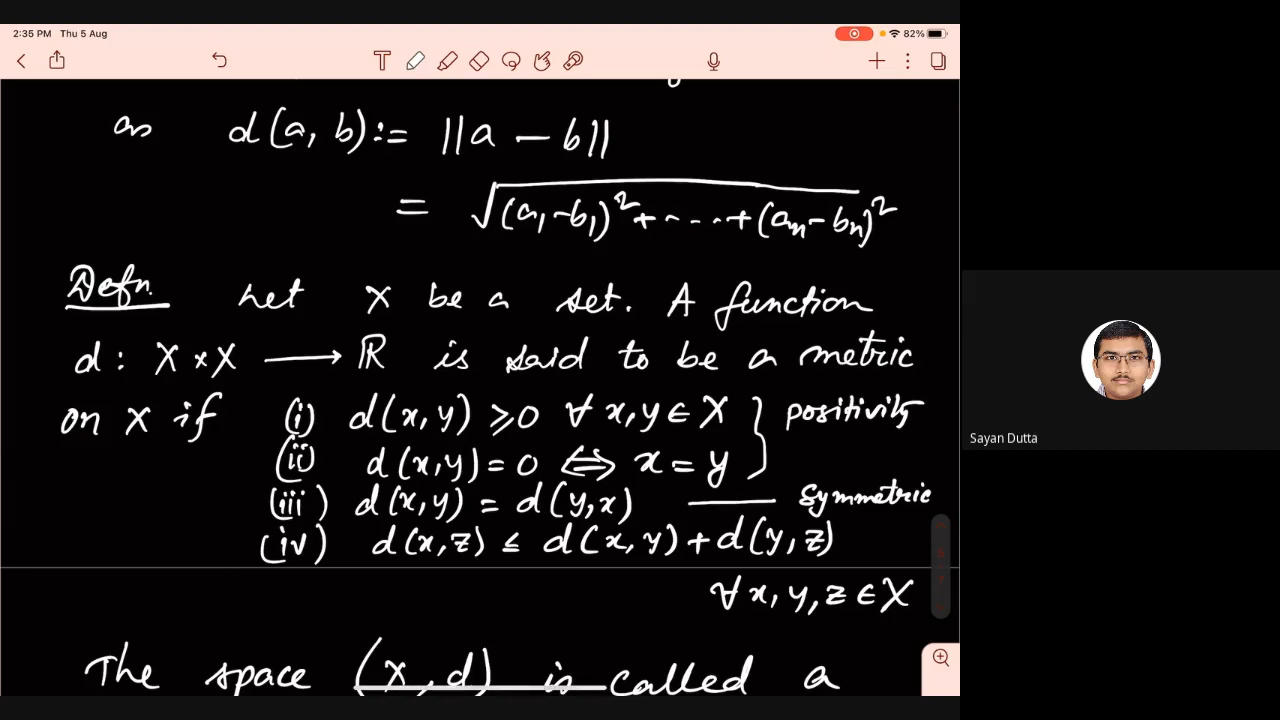 2:35 PM Thu 5 Aug
82%
as d(a, b) := ||a − b||
= √(a₁−b₁)² + ---- + (aₙ−bₙ)²
Defn. Let X be a set. A function
d : X × X ⟶ ℝ is said to be a metric
on X if (i) d(x, y) ⩾ 0 ∀ x, y ∈ X } positivity
(ii) d(x,y) = 0 ⟺ x = y
(iii) d(x,y) = d(y,x) —— Symmetric
(iv) d(x,z) ≤ d(x, y) + d(y, z)
∀ x, y, z ∈ X
The space (X, d) is called a
Sayan Dutta